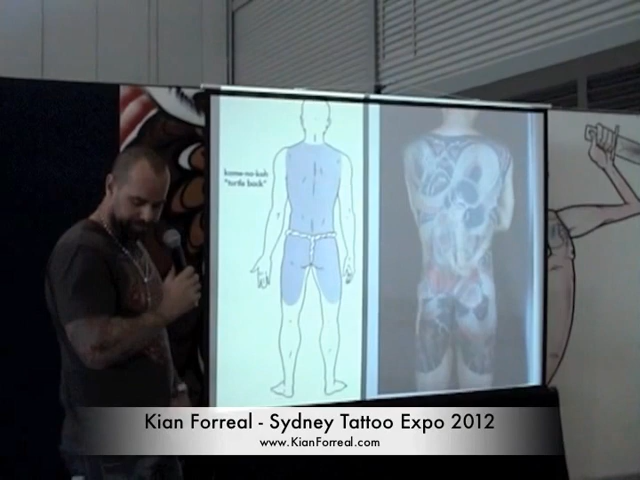 kame-no-koh
"turtle back"
Kian Forreal - Sydney Tattoo Expo 2012
www.KianForreal.com